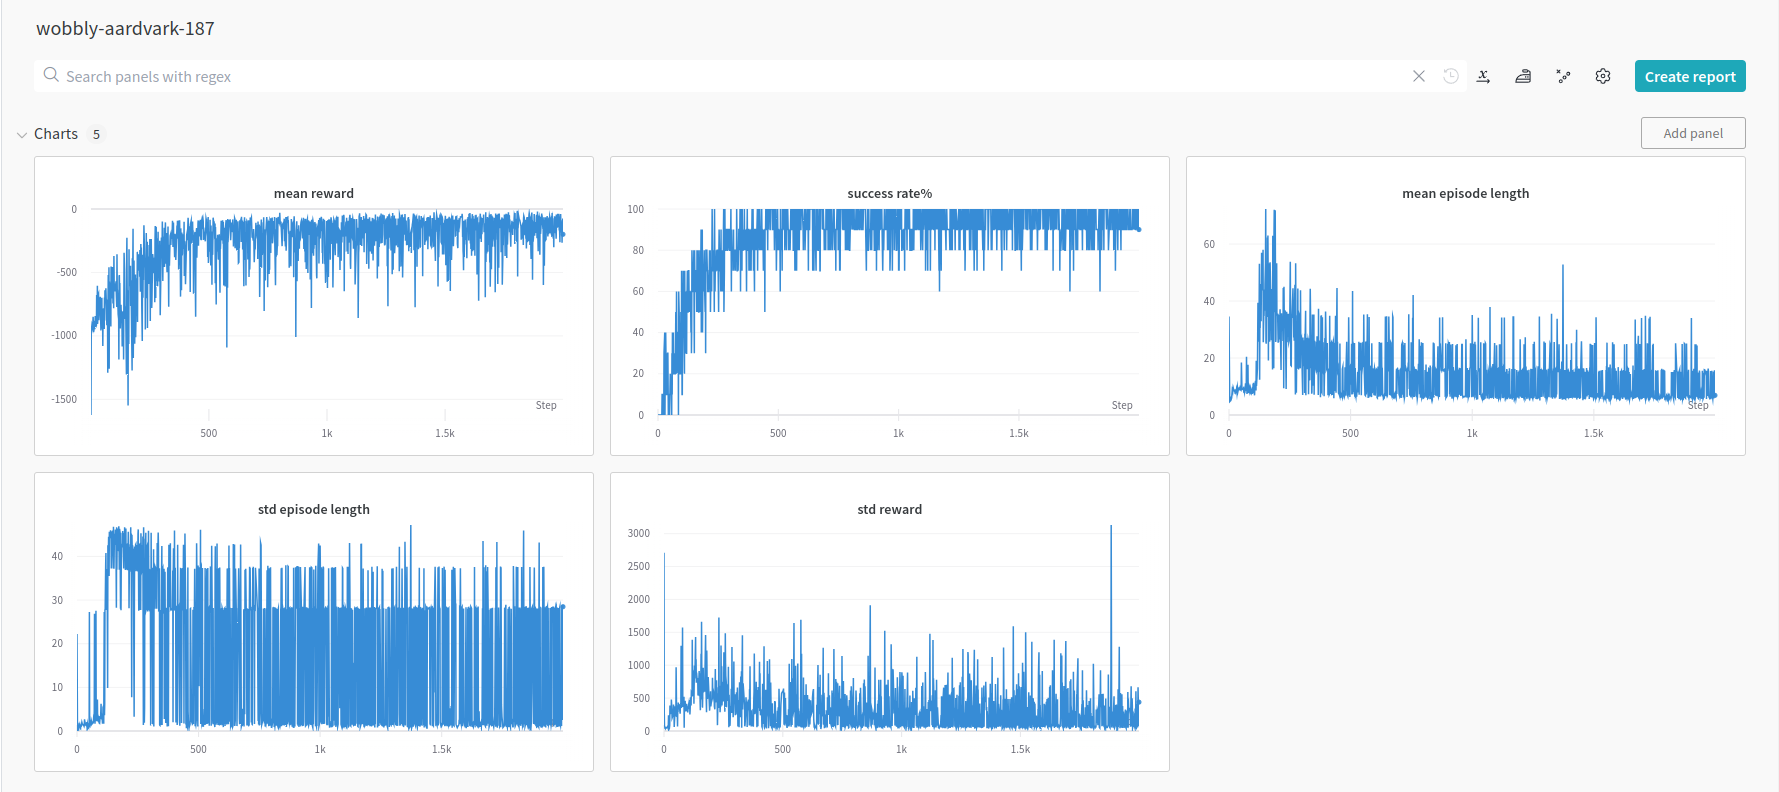 wobbly-aardvark-187
Search panels with regex
Create report
Charts 5
Add panel
mean reward
0
-500
-1000
-1500
Step
500 1k 1.5k
success rate%
100
80
60
40
20
0
Step
0 500 1k 1.5k
mean episode length
60
40
20
0
Step
0 500 1k 1.5k
std episode length
40
30
20
10
0
0 500 1k 1.5k
std reward
3000
2500
2000
1500
1000
500
0
0 500 1k 1.5k